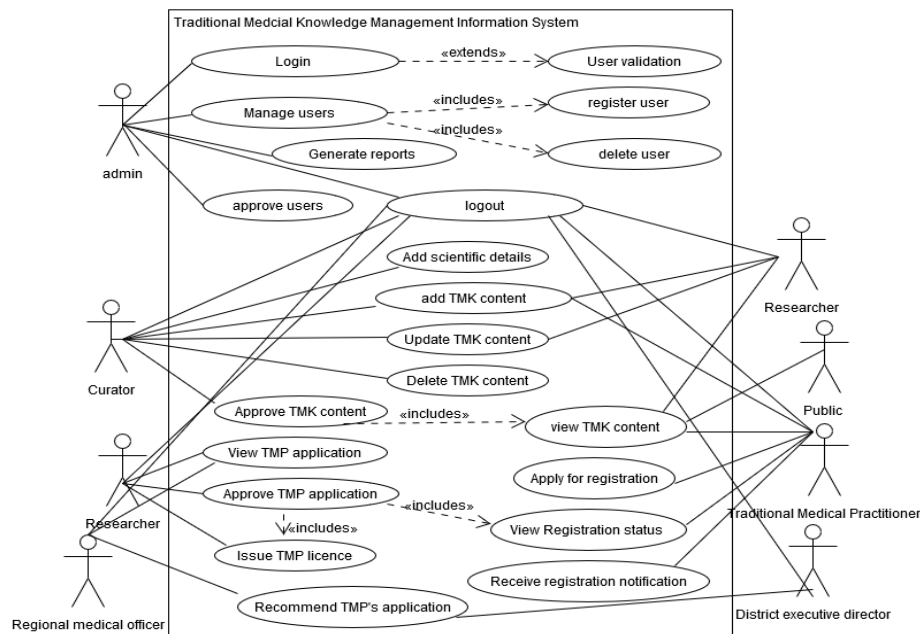 Traditional Medcial Knowledge Management Information System
Login
«extends»
User validation
Manage users
«includes»
register user
«includes»
Generate reports
delete user
admin
approve users
logout
Add scientific details
add TMK content
Researcher
Update TMK content
Curator
Delete TMK content
Approve TMK content
«includes»
view TMK content
Public
View TMP application
Apply for registration
Approve TMP application
Traditional Medical Practitioner
Researcher
«includes»
«includes»
View Registration status
Issue TMP licence
Receive registration notification
Recommend TMP's application
District executive director
Regional medical officer